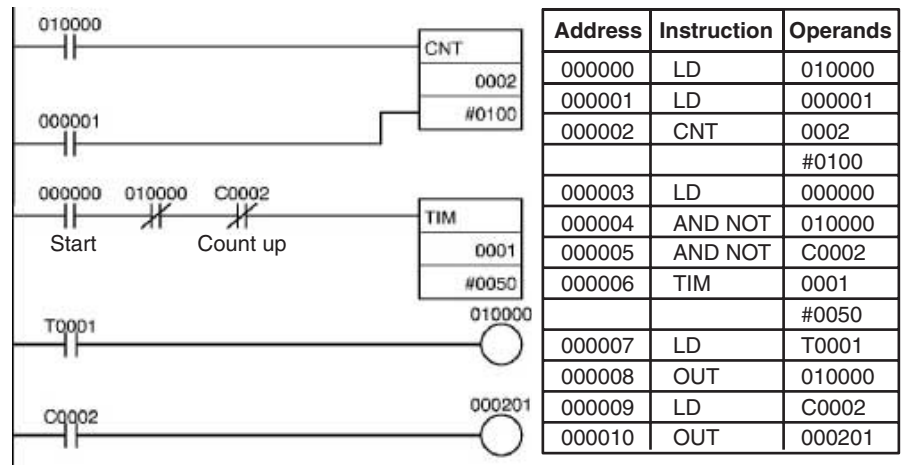 010000
CNT
0002
#0100
000001
000000 010000 C0002
Start Count up
TIM
0001
#0050
010000
T0001
000201
C0002
Address Instruction Operands
000000 LD 010000
000001 LD 000001
000002 CNT 0002
#0100
000003 LD 000000
000004 AND NOT 010000
000005 AND NOT C0002
000006 TIM 0001
#0050
000007 LD T0001
000008 OUT 010000
000009 LD C0002
000010 OUT 000201